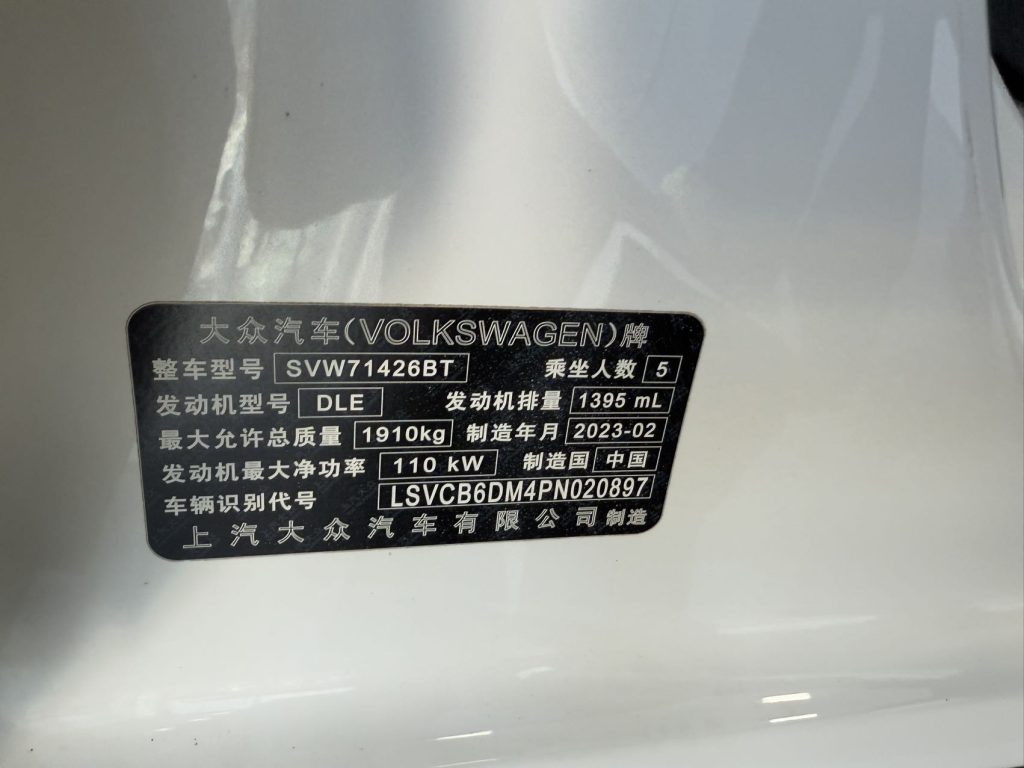 大众汽车(VOLKSWAGEN)牌
整车型号 SVW71426BT 乘坐人数 5
发动机型号 DLE 发动机排量 1395 mL
最大允许总质量 1910kg 制造年月 2023-02
发动机最大净功率 110 kW 制造国 中国
车辆识别代号 LSVCB6DM4PN020897
上汽大众汽车有限公司制造